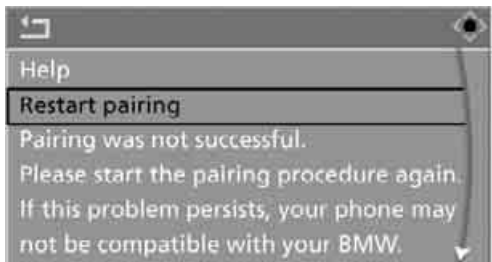 Help
Restart pairing
Pairing was not successful.
Please start the pairing procedure again.
If this problem persists, your phone may
not be compatible with your BMW.